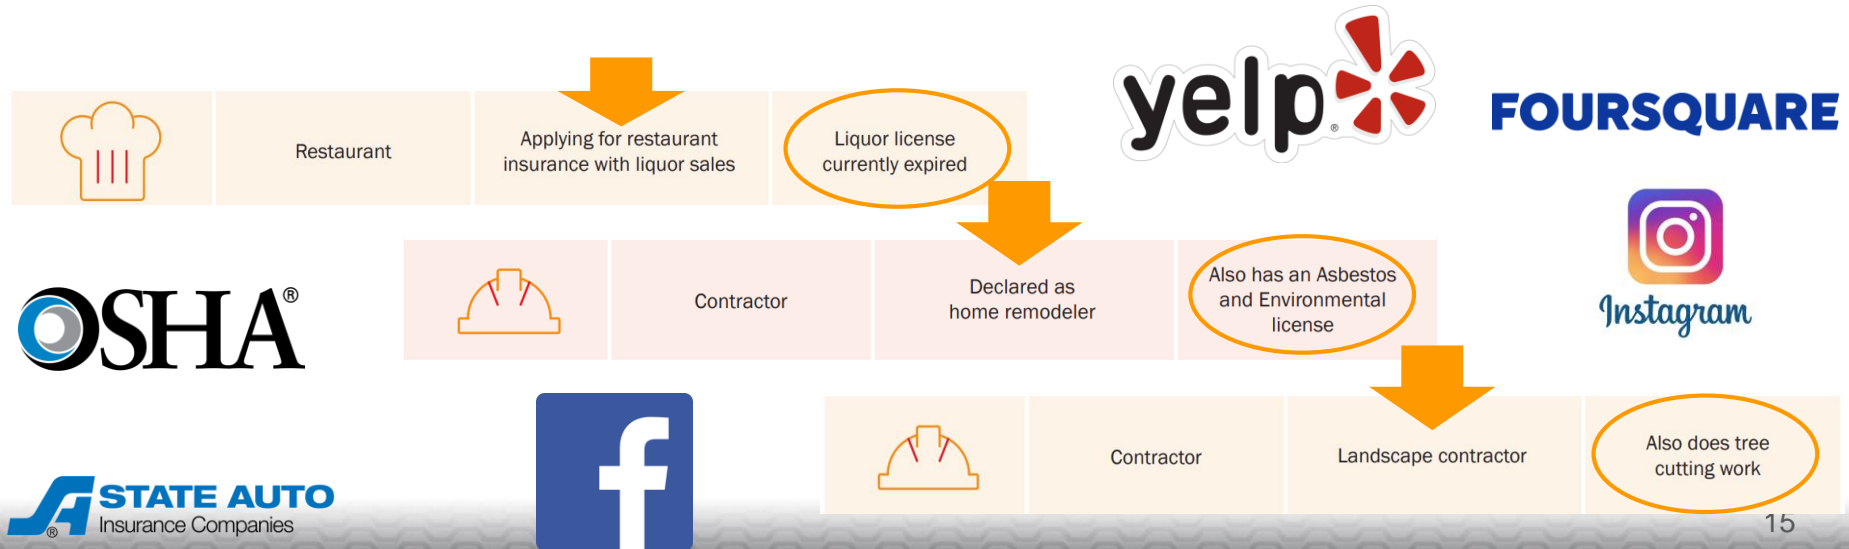 yelp®
FOURSQUARE
Restaurant
Applying for restaurant
insurance with liquor sales
Liquor license
currently expired
Instagram
OSHA®
Contractor
Declared as
home remodeler
Also has an Asbestos
and Environmental
license
f
Contractor
Landscape contractor
Also does tree
cutting work
SA®
STATE AUTO
Insurance Companies
15